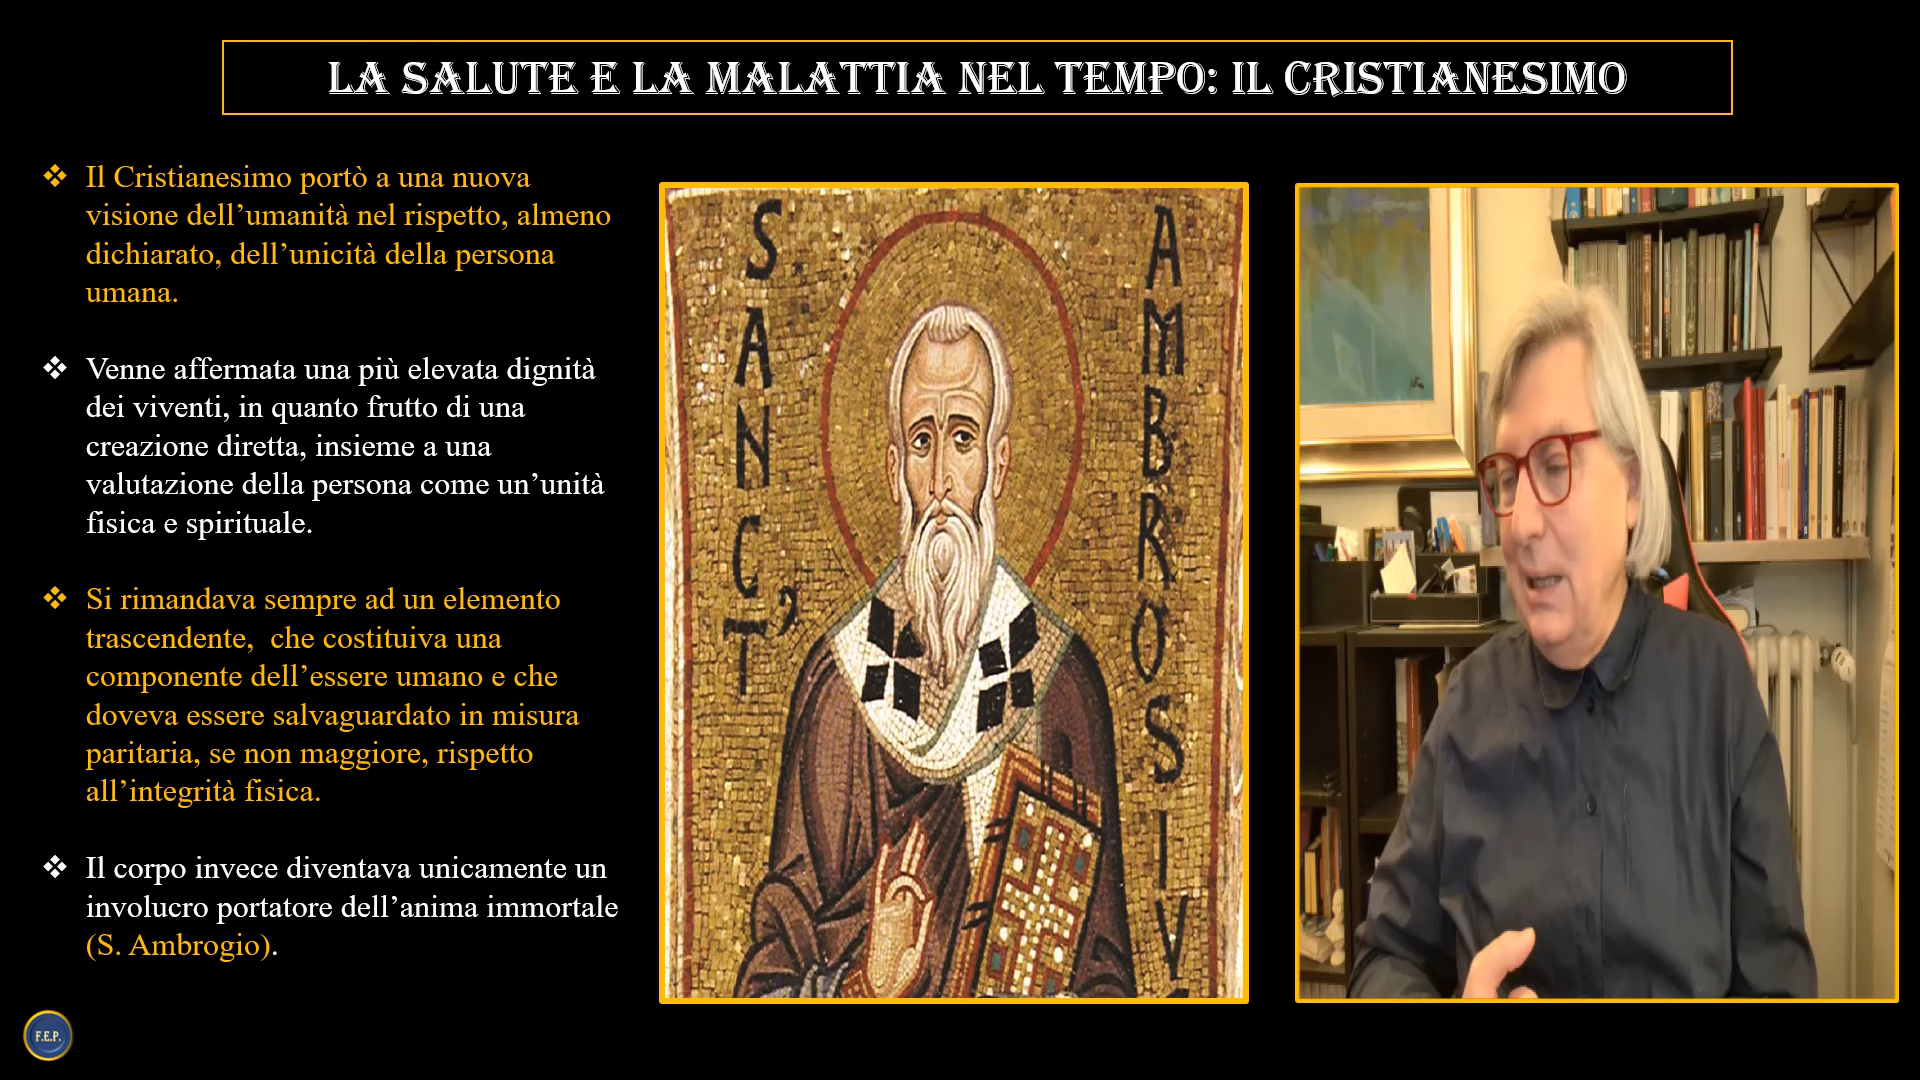 LA SALUTE E LA MALATTIA NEL TEMPO: IL CRISTIANESIMO
❖ Il Cristianesimo portò a una nuova
visione dell’umanità nel rispetto, almeno
dichiarato, dell’unicità della persona
umana.
❖ Venne affermata una più elevata dignità
dei viventi, in quanto frutto di una
creazione diretta, insieme a una
valutazione della persona come un’unità
fisica e spirituale.
❖ Si rimandava sempre ad un elemento
trascendente,  che costituiva una
componente dell’essere umano e che
doveva essere salvaguardato in misura
paritaria, se non maggiore, rispetto
all’integrità fisica.
❖ Il corpo invece diventava unicamente un
involucro portatore dell’anima immortale
(S. Ambrogio).
SANCT
AMBROSIVS
F.E.P.